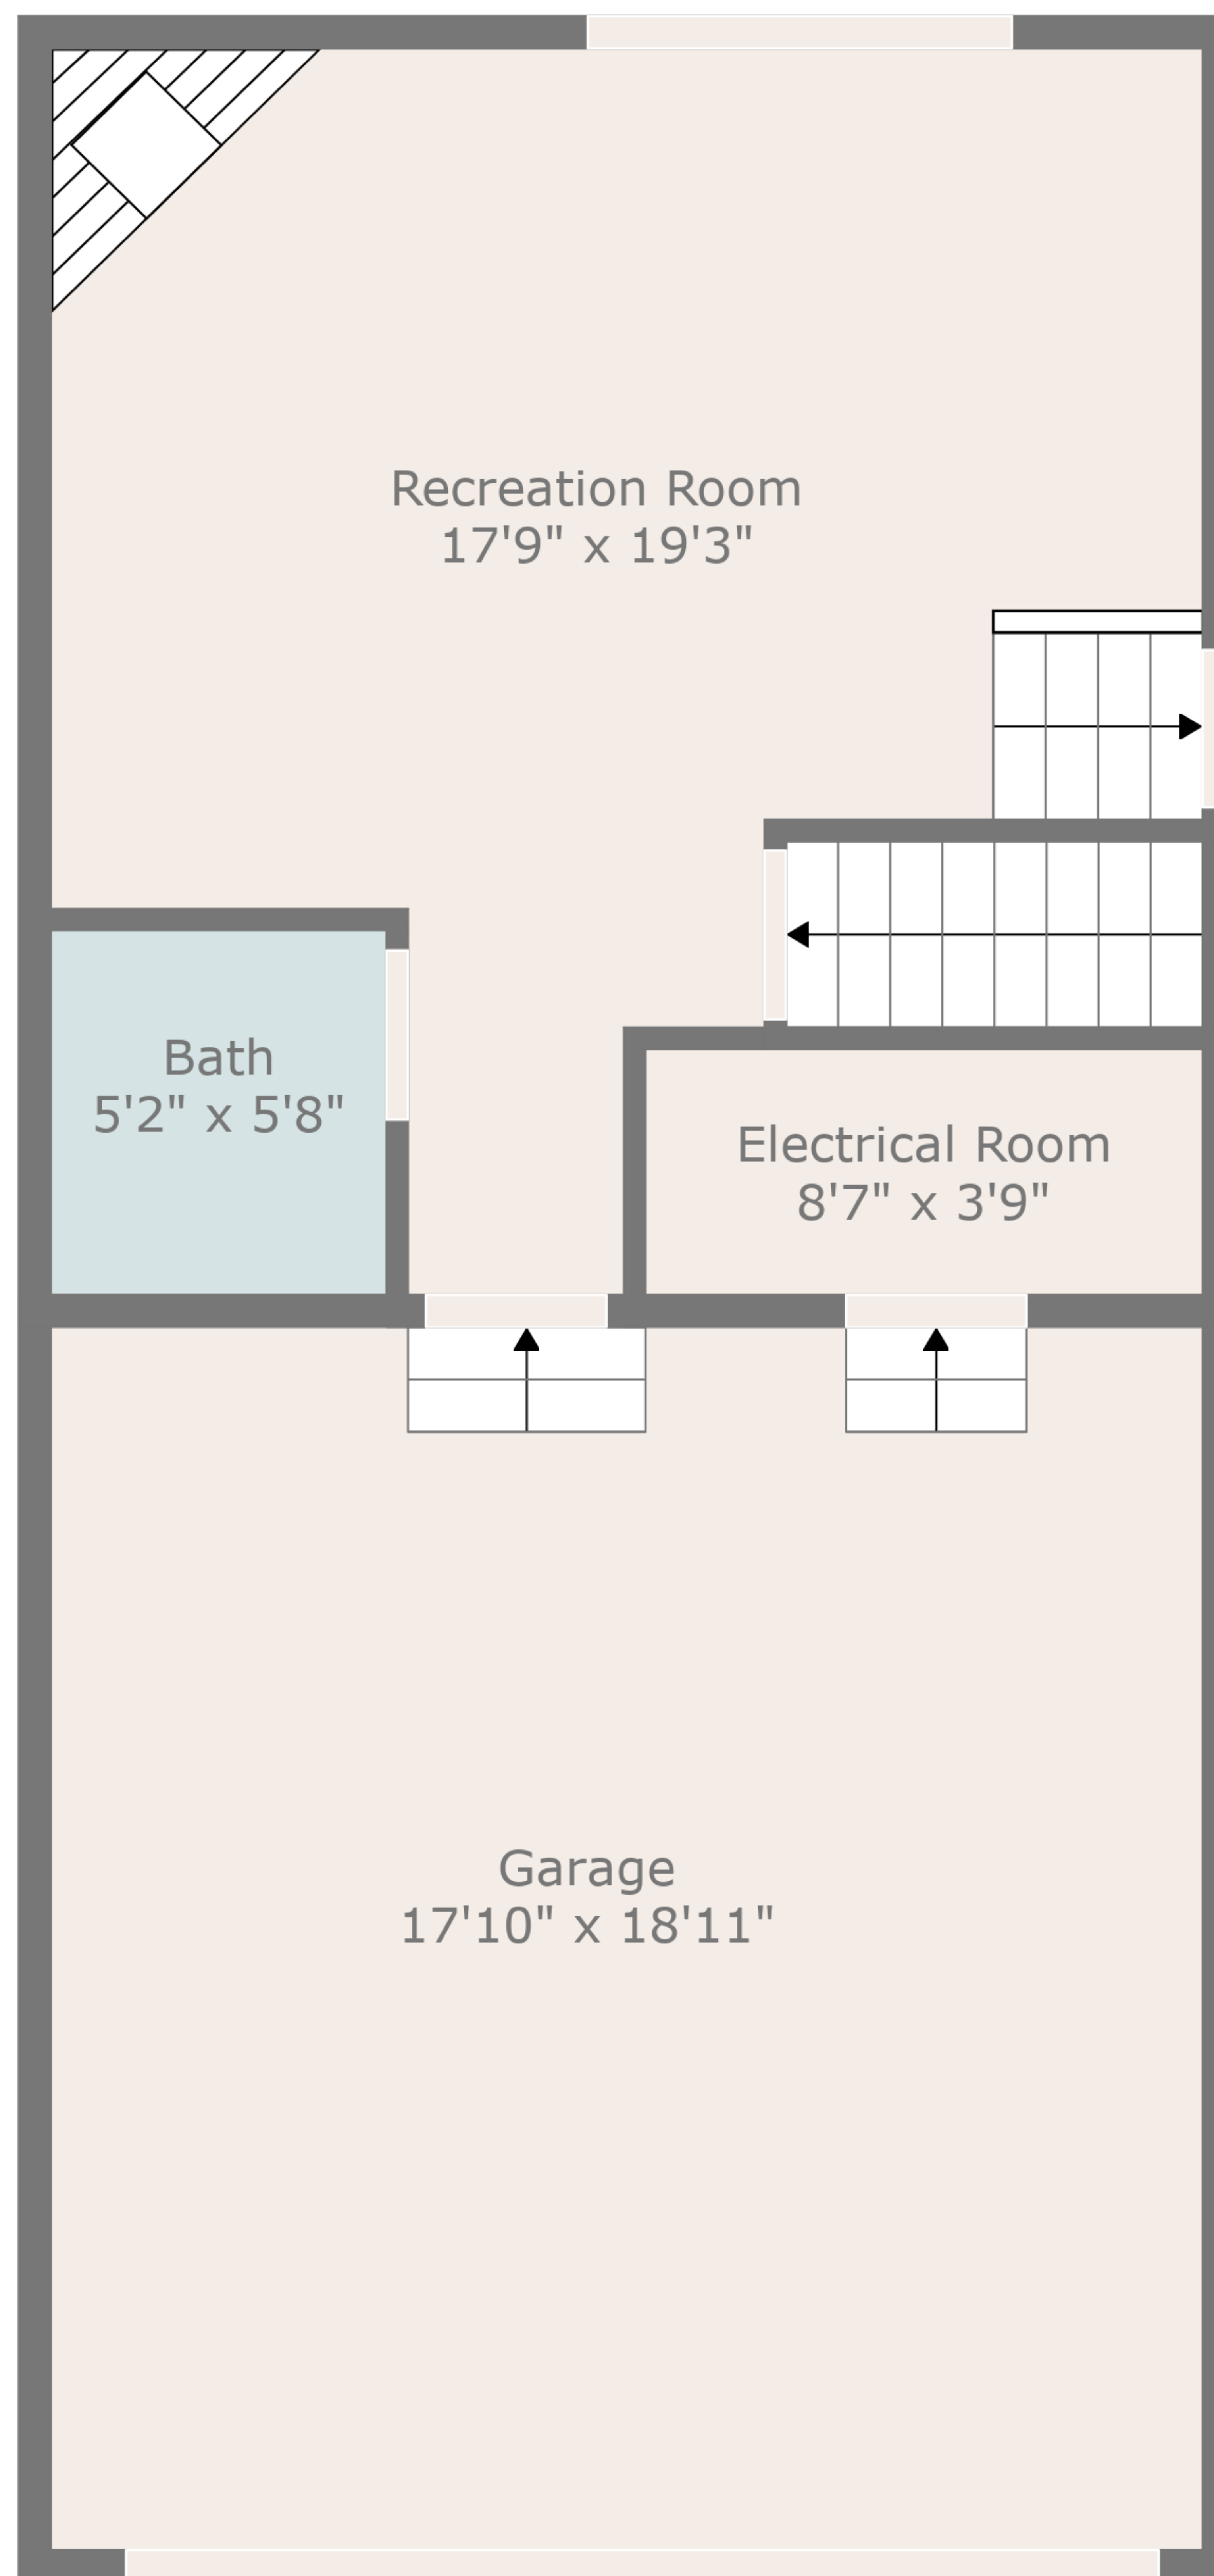 Recreation Room
17'9" x 19'3"
Bath
5'2" x 5'8"
Electrical Room
8'7" x 3'9"
Garage
17'10" x 18'11"